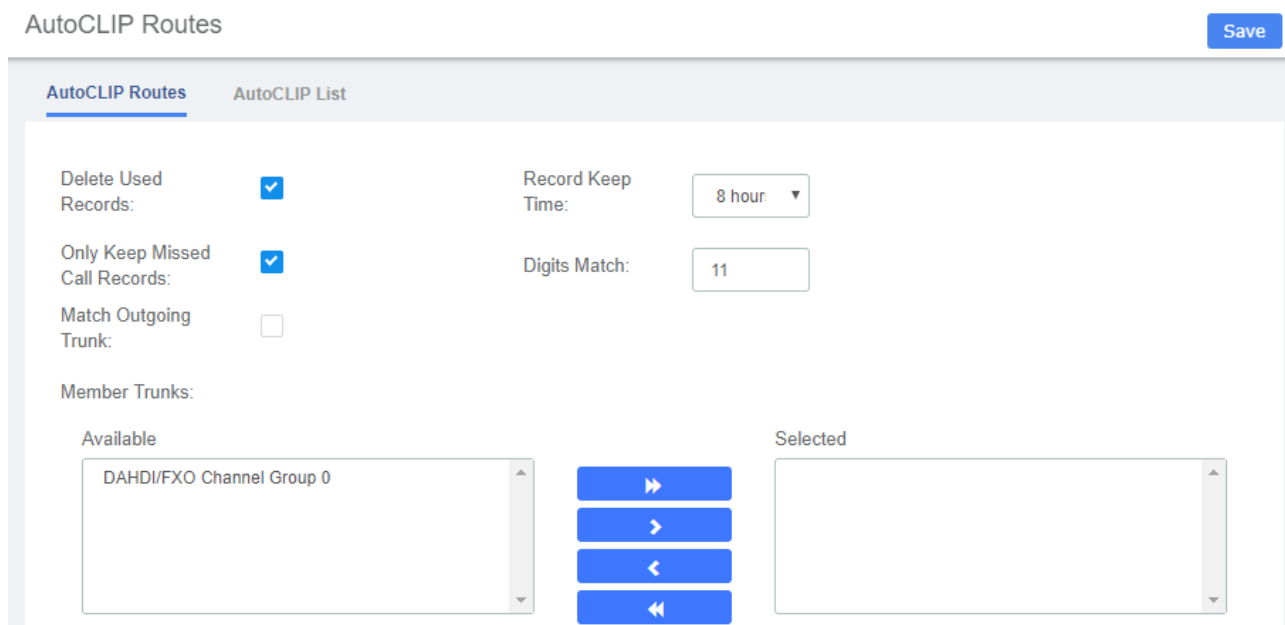 AutoCLIP Routes
Save
AutoCLIP Routes AutoCLIP List
Delete Used
Records:
Record Keep
Time:
8 hour
Only Keep Missed
Call Records:
Digits Match:
11
Match Outgoing
Trunk:
Member Trunks:
Available
Selected
DAHDI/FXO Channel Group 0